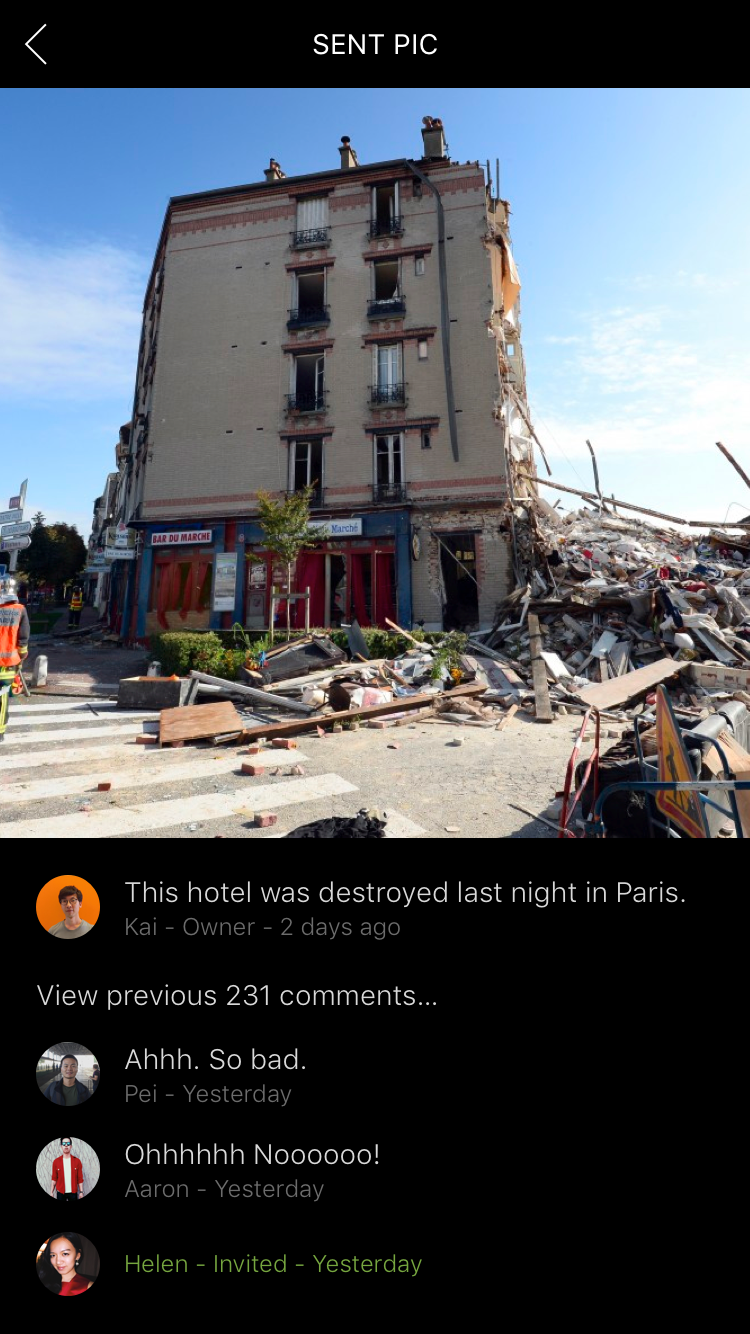 SENT PIC
BAR DU MARCHE
Marché
This hotel was destroyed last night in Paris.
Kai - Owner - 2 days ago
View previous 231 comments...
Ahhh. So bad.
Pei - Yesterday
Ohhhhhh Noooooo!
Aaron - Yesterday
Helen - Invited - Yesterday